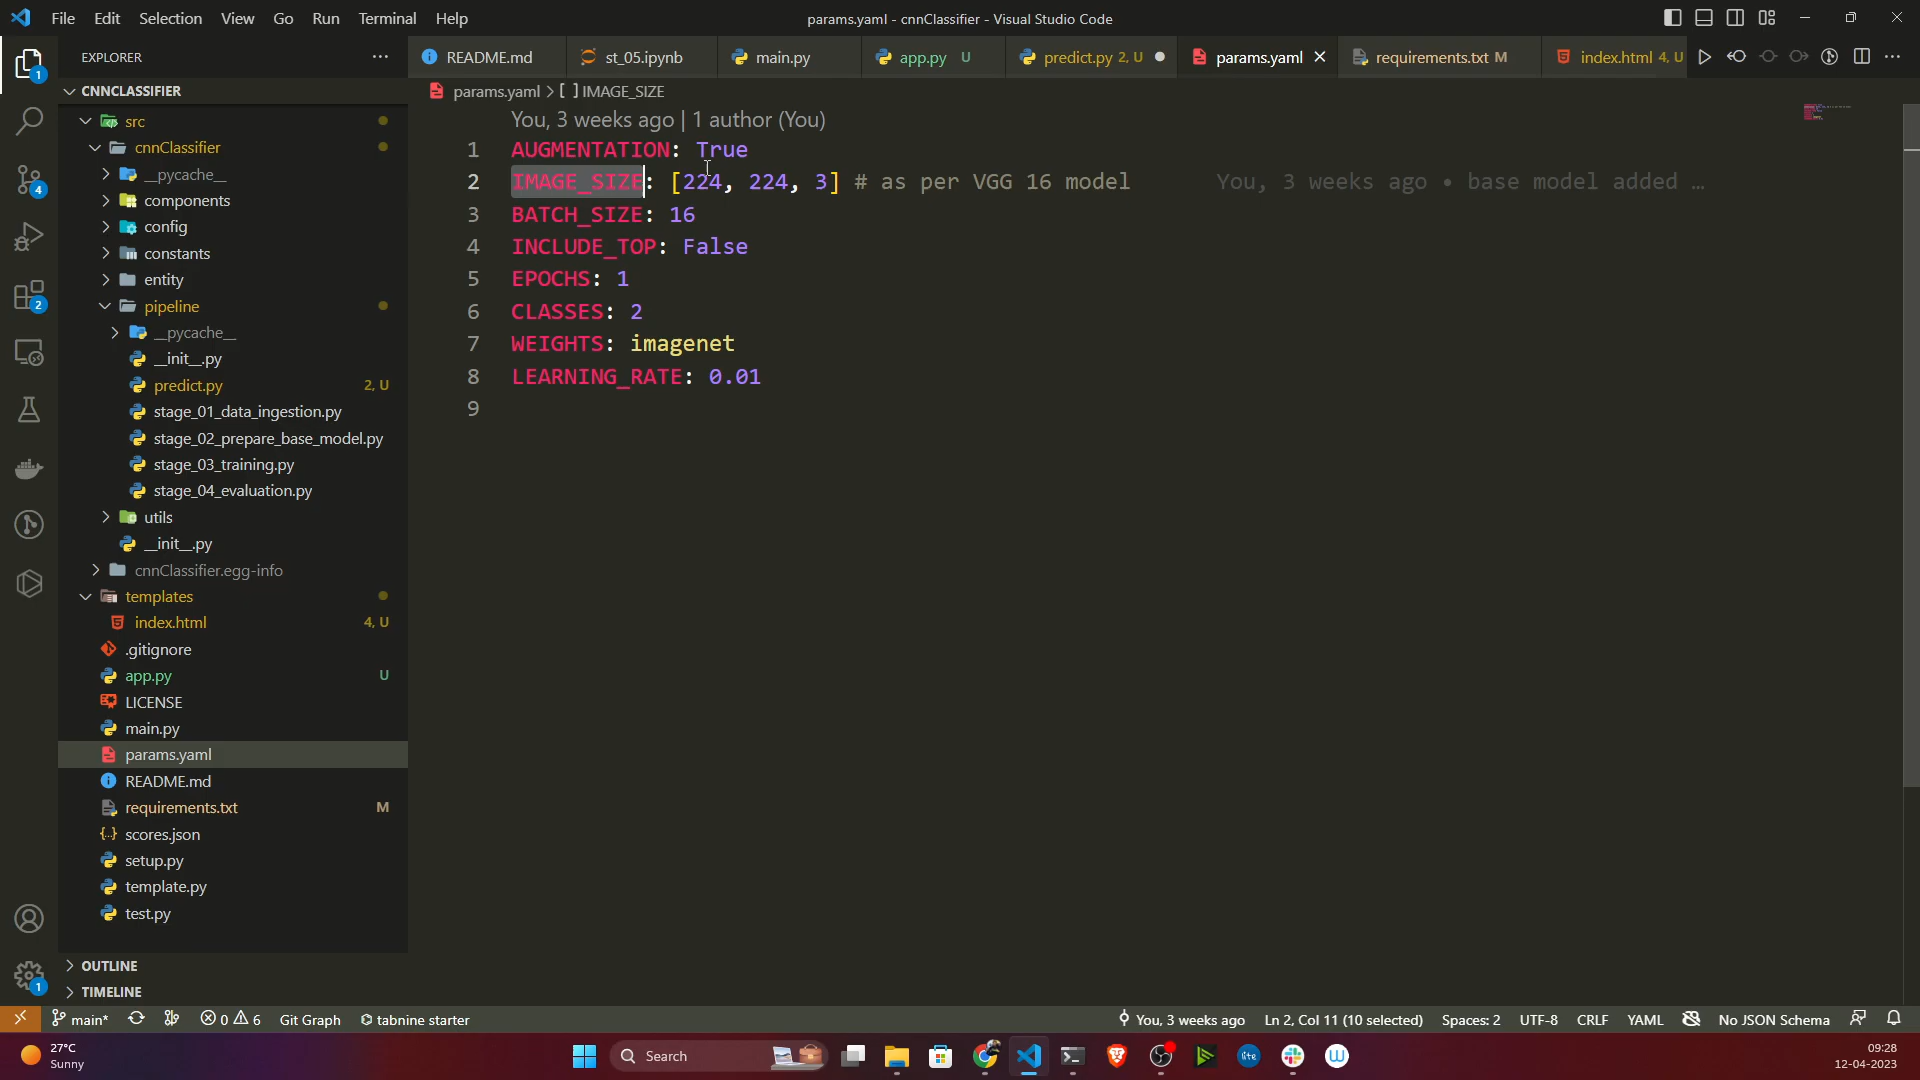 File Edit Selection View Go Run Terminal Help
params.yaml - cnnClassifier - Visual Studio Code
EXPLORER
README.md
st_05.ipynb
main.py
app.py U
predict.py 2, U
params.yaml
requirements.txt M
index.html 4, U
CNNCLASSIFIER
params.yaml > [ ] IMAGE_SIZE
src
cnnClassifier
__pycache__
components
config
constants
entity
pipeline
__pycache__
__init__.py
predict.py 2, U
stage_01_data_ingestion.py
stage_02_prepare_base_model.py
stage_03_training.py
stage_04_evaluation.py
utils
__init__.py
cnnClassifier.egg-info
templates
index.html 4, U
.gitignore
app.py U
LICENSE
main.py
params.yaml
README.md
requirements.txt M
scores.json
setup.py
template.py
test.py
OUTLINE
TIMELINE
You, 3 weeks ago | 1 author (You)
1 AUGMENTATION: True
2 IMAGE_SIZE: [224, 224, 3] # as per VGG 16 model You, 3 weeks ago • base model added …
3 BATCH_SIZE: 16
4 INCLUDE_TOP: False
5 EPOCHS: 1
6 CLASSES: 2
7 WEIGHTS: imagenet
8 LEARNING_RATE: 0.01
9
1
4
2
1
main* 0 6 Git Graph tabnine starter
You, 3 weeks ago Ln 2, Col 11 (10 selected) Spaces: 2 UTF-8 CRLF YAML No JSON Schema
27°C
Sunny
Search
lite
09:28
12-04-2023